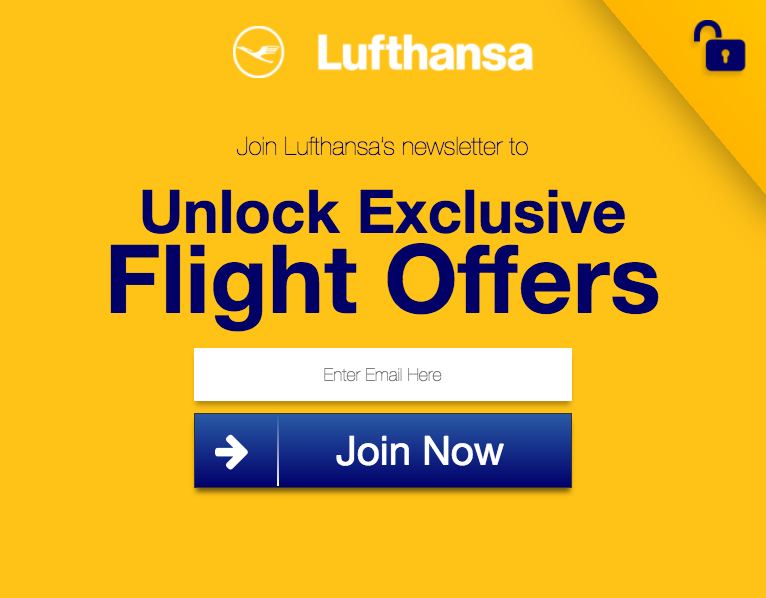 Lufthansa
Join Lufthansa's newsletter to
Unlock Exclusive
Flight Offers
Enter Email Here
Join Now